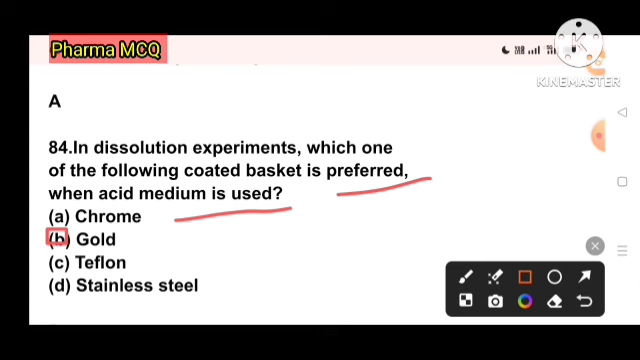 Pharma MCQ
KINEMASTER
A
84.In dissolution experiments, which one
of the following coated basket is preferred,
when acid medium is used?
(a) Chrome
(b) Gold
(c) Teflon
(d) Stainless steel